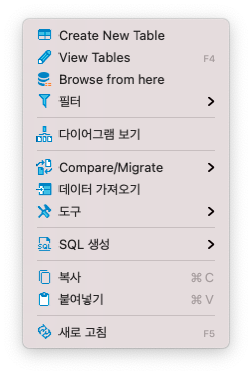 Create New Table
View Tables F4
Browse from here
필터
다이어그램 보기
Compare/Migrate
데이터 가져오기
도구
SQL SQL 생성
복사 ⌘ C
붙여넣기 ⌘ V
새로 고침 F5